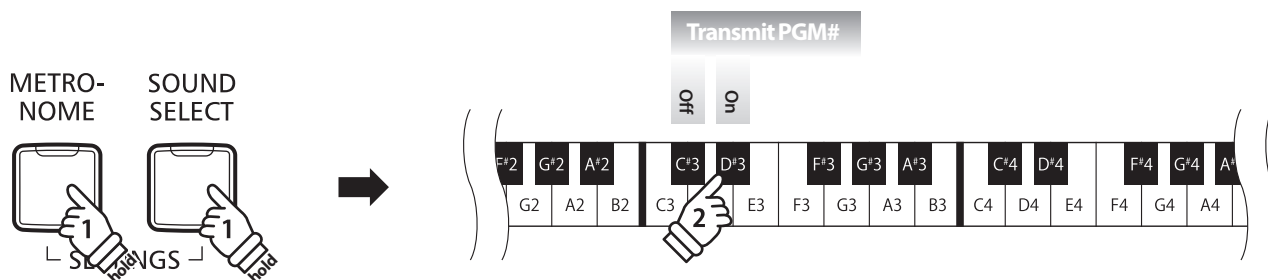 Transmit PGM#
Off On
METRO-
NOME
SOUND
SELECT
1 hold
1 hold
F#2 G#2 A#2 C#3 D#3 F#3 G#3 A#3 C#4 D#4 F#4 G#4
G2 A2 B2 C3 E3 F3 G3 A3 B3 C4 D4 E4 F4 G4 A4
2